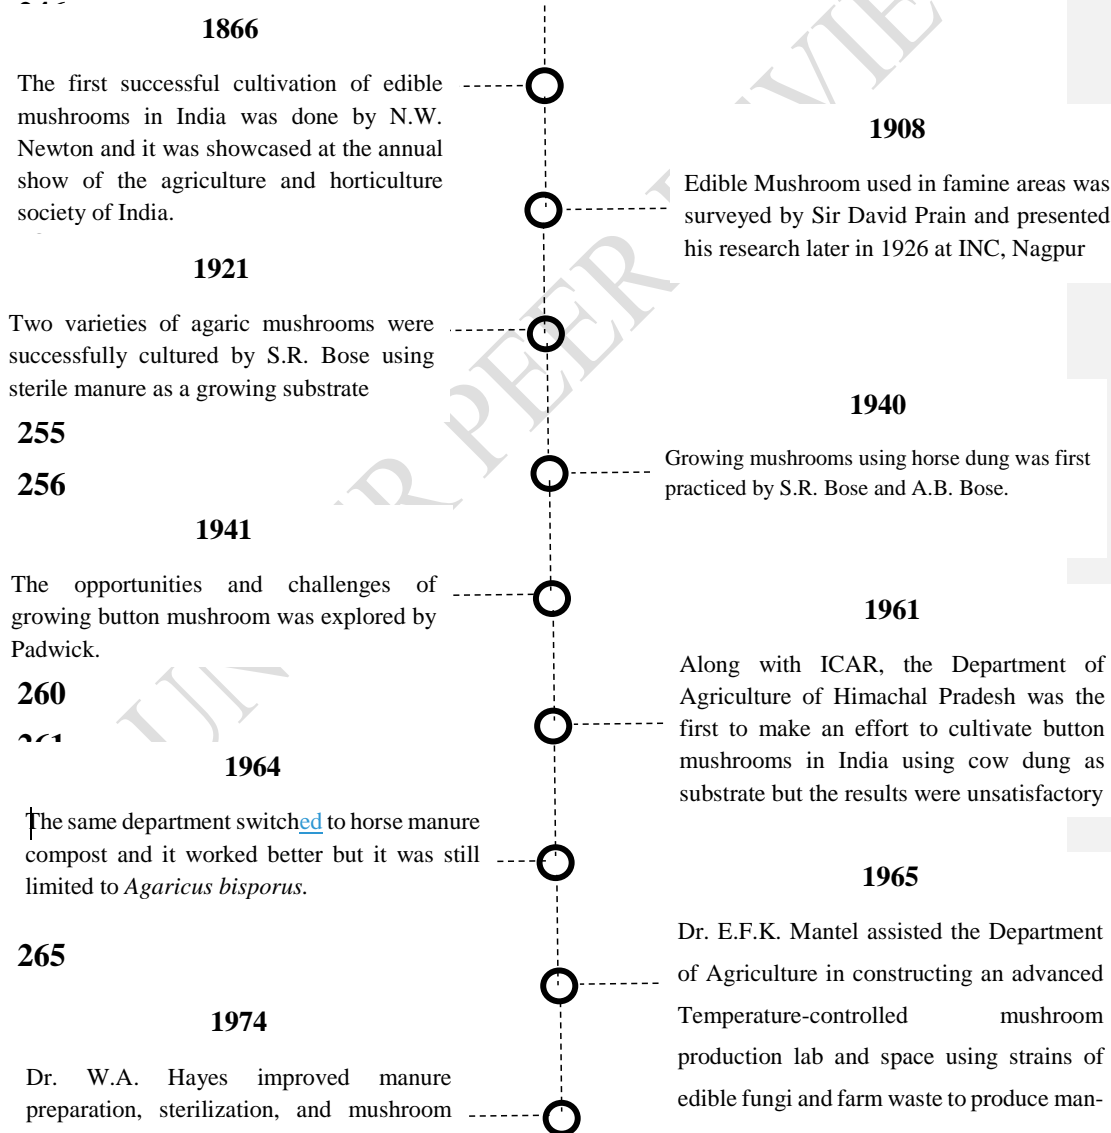 1866
The first successful cultivation of edible
mushrooms in India was done by N.W.
Newton and it was showcased at the annual
show of the agriculture and horticulture
society of India.
1908
Edible Mushroom used in famine areas was
surveyed by Sir David Prain and presented
his research later in 1926 at INC, Nagpur
1921
Two varieties of agaric mushrooms were
successfully cultured by S.R. Bose using
sterile manure as a growing substrate
255
256
1940
Growing mushrooms using horse dung was first
practiced by S.R. Bose and A.B. Bose.
1941
The opportunities and challenges of
growing button mushroom was explored by
Padwick.
260
1961
Along with ICAR, the Department of
Agriculture of Himachal Pradesh was the
first to make an effort to cultivate button
mushrooms in India using cow dung as
substrate but the results were unsatisfactory
1964
The same department switched to horse manure
compost and it worked better but it was still
limited to Agaricus bisporus.
265
1965
Dr. E.F.K. Mantel assisted the Department
of Agriculture in constructing an advanced
Temperature-controlled mushroom
production lab and space using strains of
edible fungi and farm waste to produce man-
1974
Dr. W.A. Hayes improved manure
preparation, sterilization, and mushroom